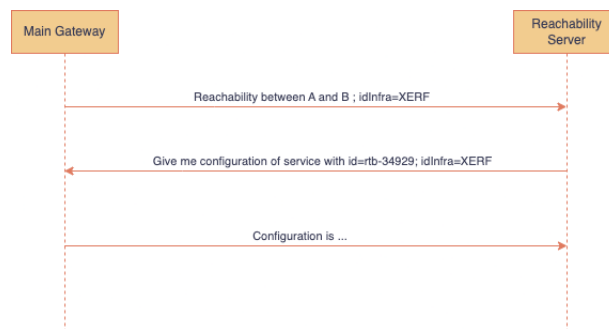 Main Gateway
Reachability
Server
Reachability between A and B ; idInfra=XERF
Give me configuration of service with id=rtb-34929; idInfra=XERF
Configuration is ...